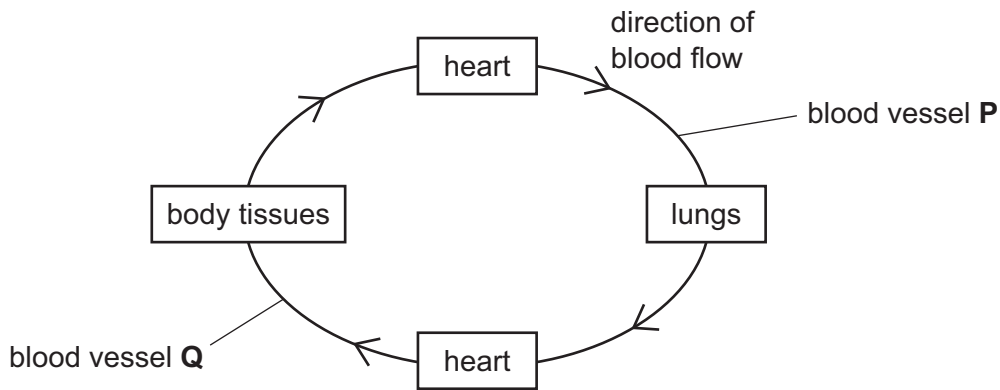 direction of
blood flow
heart
blood vessel P
body tissues
lungs
blood vessel Q
heart